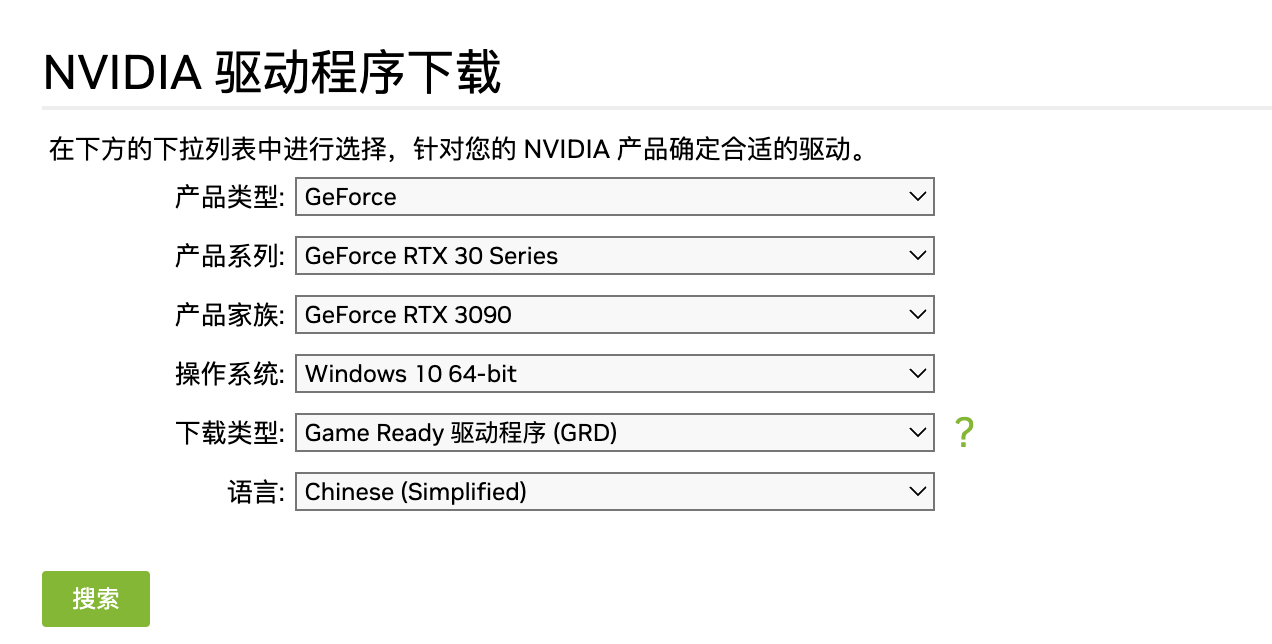 NVIDIA 驱动程序下载
在下方的下拉列表中进行选择，针对您的 NVIDIA 产品确定合适的驱动。
产品类型: GeForce
产品系列: GeForce RTX 30 Series
产品家族: GeForce RTX 3090
操作系统: Windows 10 64-bit
下载类型: Game Ready 驱动程序 (GRD) ?
语言: Chinese (Simplified)
搜索